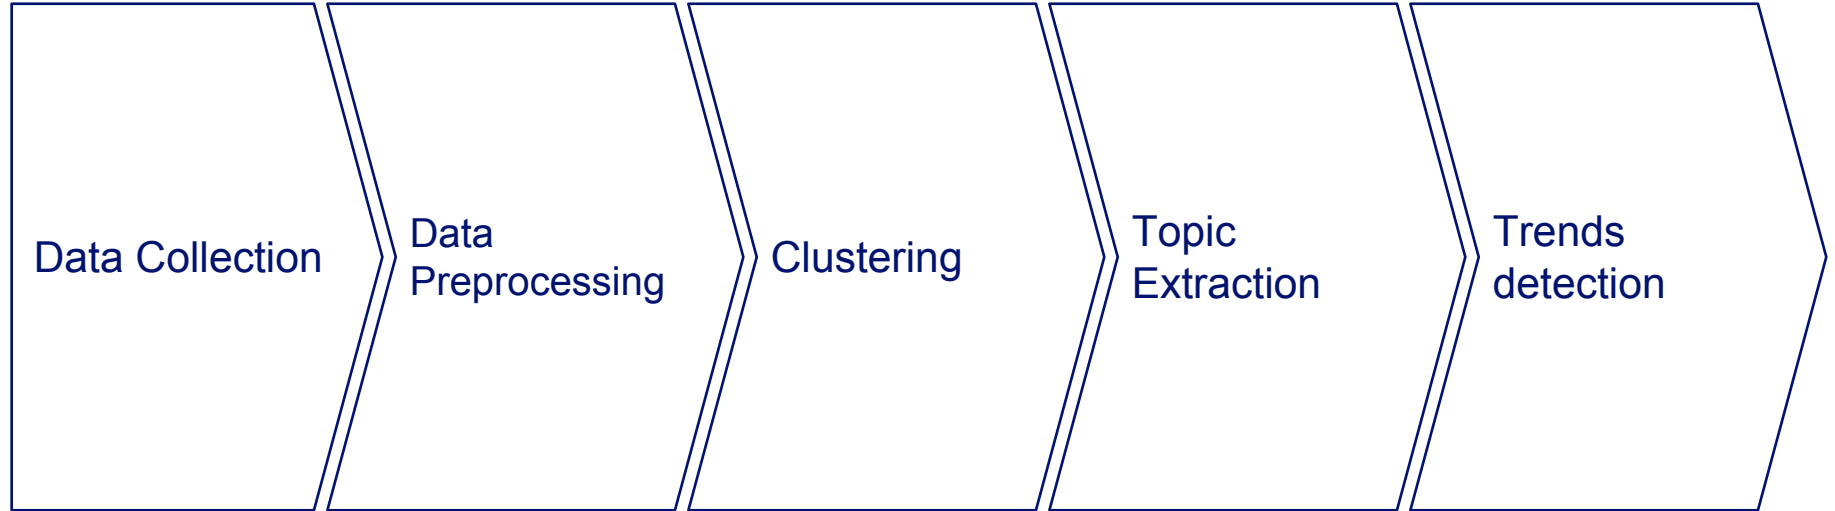 Data Collection
Data
Preprocessing
Clustering
Topic
Extraction
Trends
detection